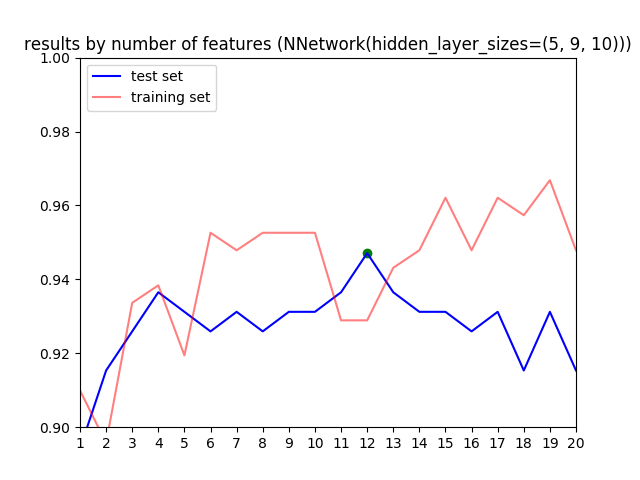 results by number of features (NNetwork(hidden_layer_sizes=(5, 9, 10)))
1.00
test set
training set
0.98
0.96
0.94
0.92
0.90
1 2 3 4 5 6 7 8 9 10 11 12 13 14 15 16 17 18 19 20